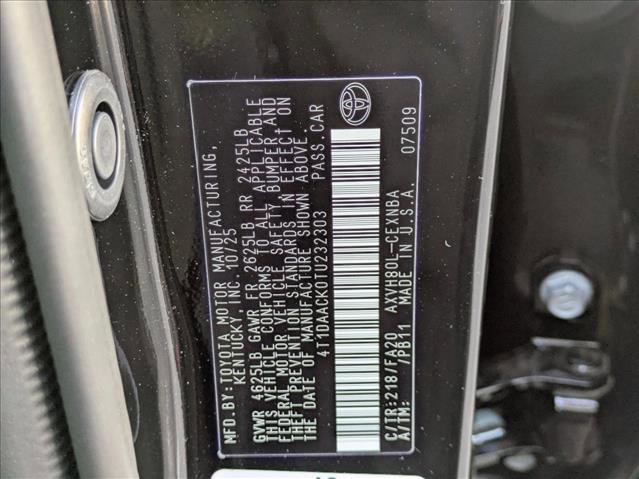 MFD. BY:TOYOTA MOTOR MANUFACTURING,
KENTUCKY, INC. 10/25
GVWR 4625LB GAWR FR 2625LB RR 2425LB
THIS VEHICLE CONFORMS TO ALL APPLICABLE
FEDERAL MOTOR VEHICLE SAFETY, BUMPER AND
THEFT PREVENTION STANDARDS IN EFFECT ON
THE DATE OF MANUFACTURE SHOWN ABOVE.
4T1DAACK0TU232303 PASS.CAR
C/TR:218/FA20 AXVH80L-CEXNBA
A/TM: /PB11 MADE IN U.S.A. 07509